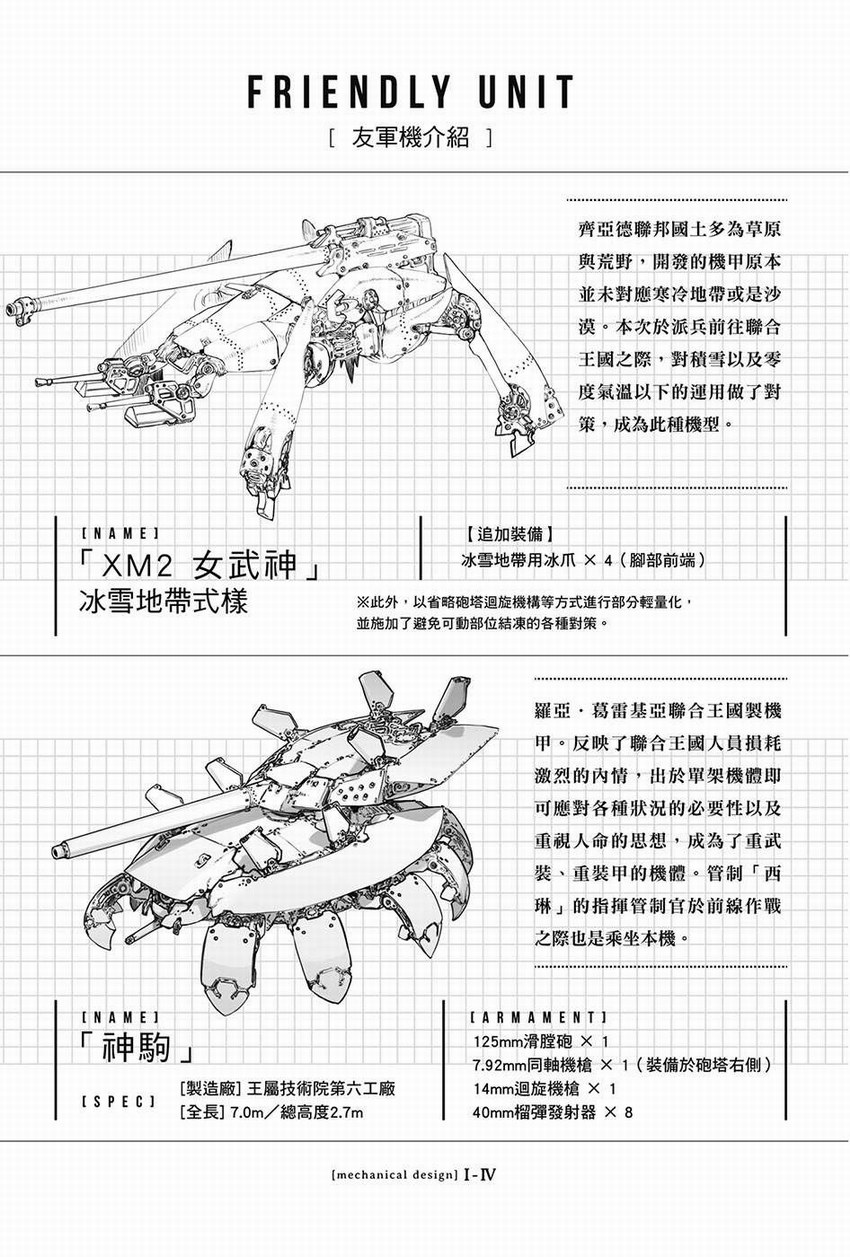 FRIENDLY UNIT
[ 友軍機介紹 ]
齊亞德聯邦國土多為草原
與荒野，開發的機甲原本
並未對應寒冷地帶或是沙
漠。本次於派兵前往聯合
王國之際，對積雪以及零
度氣溫以下的運用做了對
策，成為此種機型。
[NAME]
「XM2 女武神」
冰雪地帶式樣
【追加裝備】
冰雪地帶用冰爪 × 4（腳部前端）
※此外，以省略砲塔迴旋機構等方式進行部分輕量化，
並施加了避免可動部位結凍的各種對策。
羅亞・葛雷基亞聯合王國製機
甲。反映了聯合王國人員損耗
激烈的內情，出於單架機體即
可應對各種狀況的必要性以及
重視人命的思想，成為了重武
裝、重裝甲的機體。管制「西
琳」的指揮管制官於前線作戰
之際也是乘坐本機。
[NAME]
「神駒」
[SPEC]
[製造廠] 王屬技術院第六工廠
[全長] 7.0m／總高度2.7m
[ARMAMENT]
125mm滑膛砲 × 1
7.92mm同軸機槍 × 1（裝備於砲塔右側）
14mm迴旋機槍 × 1
40mm榴彈發射器 × 8
[mechanical design] I-Ⅳ